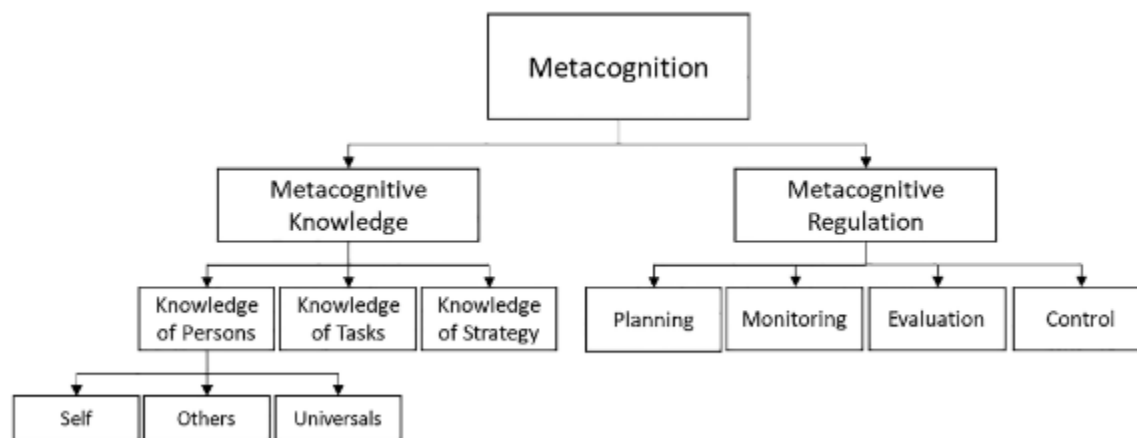 Metacognition
Metacognitive
Knowledge
Metacognitive
Regulation
Knowledge
of Persons
Knowledge
of Tasks
Knowledge
of Strategy
Planning
Monitoring
Evaluation
Control
Self
Others
Universals